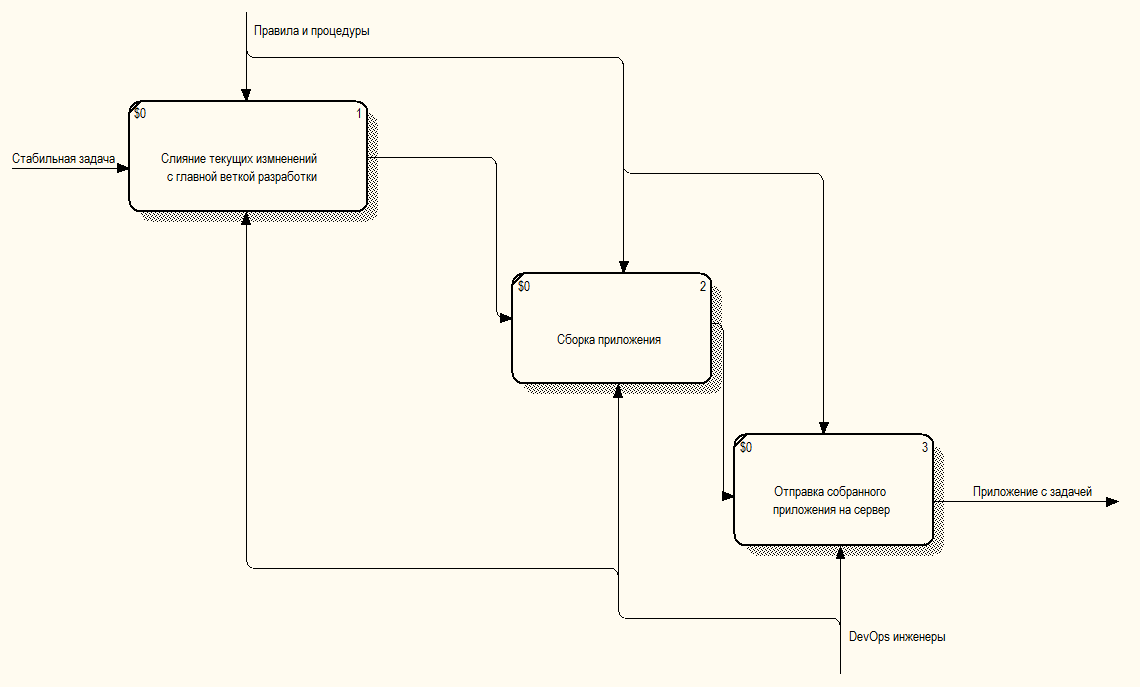 Правила и процедуры
$0 1
Стабильная задача
Слияние текущих измненений
с главной веткой разработки
$0 2
Сборка приложения
$0 3
Отправка собранного
приложения на сервер
Приложение с задачей
DevOps инженеры